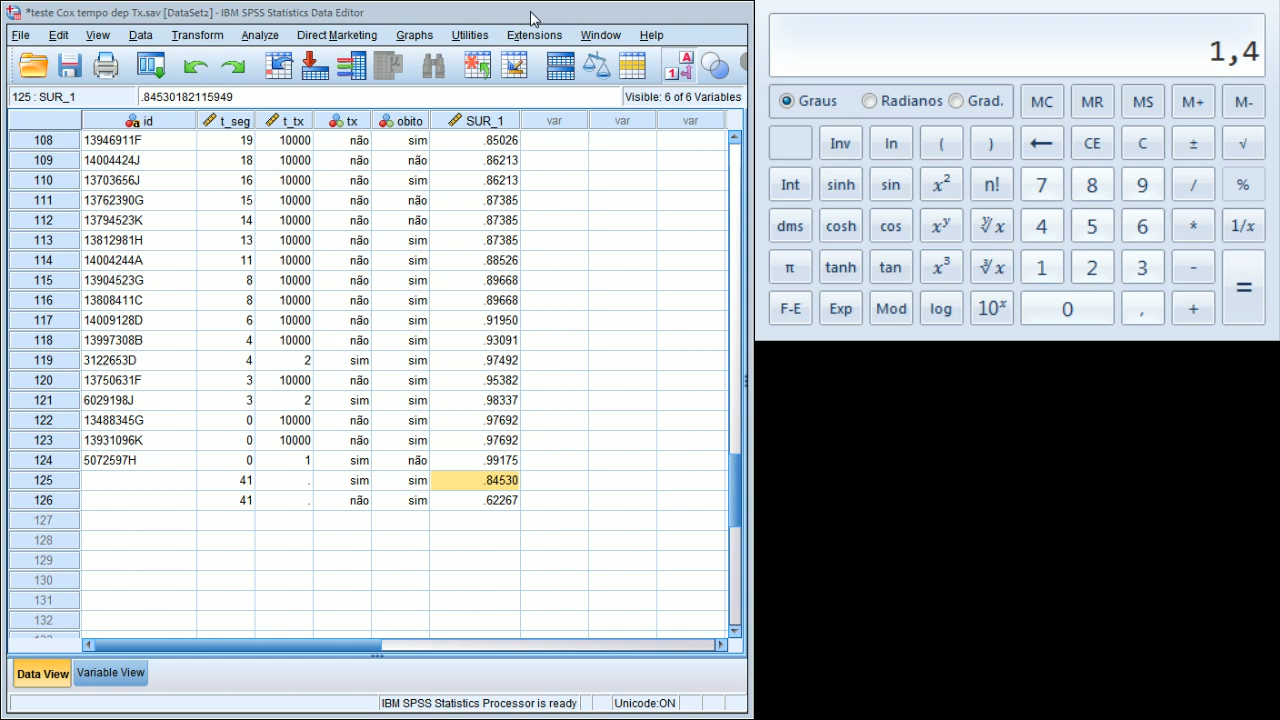 *teste Cox tempo dep Tx.sav [DataSet2] - IBM SPSS Statistics Data Editor
File Edit View Data Transform Analyze Direct Marketing Graphs Utilities Extensions Window Help
125 : SUR_1 .84530182115949 Visible: 6 of 6 Variables
id t_seg t_tx tx obito SUR_1 var var var
108 13946911F 19 10000 não sim .85026
109 14004424J 18 10000 não não .86213
110 13703656J 16 10000 não sim .86213
111 13762390G 15 10000 não não .87385
112 13794523K 14 10000 não não .87385
113 13812981H 13 10000 não sim .87385
114 14004244A 11 10000 não sim .88526
115 13904523G 8 10000 não sim .89668
116 13808411C 8 10000 não sim .89668
117 14009128D 6 10000 não sim .91950
118 13997308B 4 10000 não sim .93091
119 3122653D 4 2 sim sim .97492
120 13750631F 3 10000 não sim .95382
121 6029198J 3 2 sim sim .98337
122 13488345G 0 10000 não sim .97692
123 13931096K 0 10000 não sim .97692
124 5072597H 0 1 sim não .99175
125 41 . sim sim .84530
126 41 . não sim .62267
127
128
129
130
131
132
Data View Variable View
IBM SPSS Statistics Processor is ready Unicode:ON
1,4
Graus Radianos Grad. MC MR MS M+ M-
Inv ln ( ) ← CE C ± √
Int sinh sin x² n! 7 8 9 / %
dms cosh cos xʸ ʸ√x 4 5 6 * 1/x
π tanh tan x³ ³√x 1 2 3 - =
F-E Exp Mod log 10ˣ 0 , +